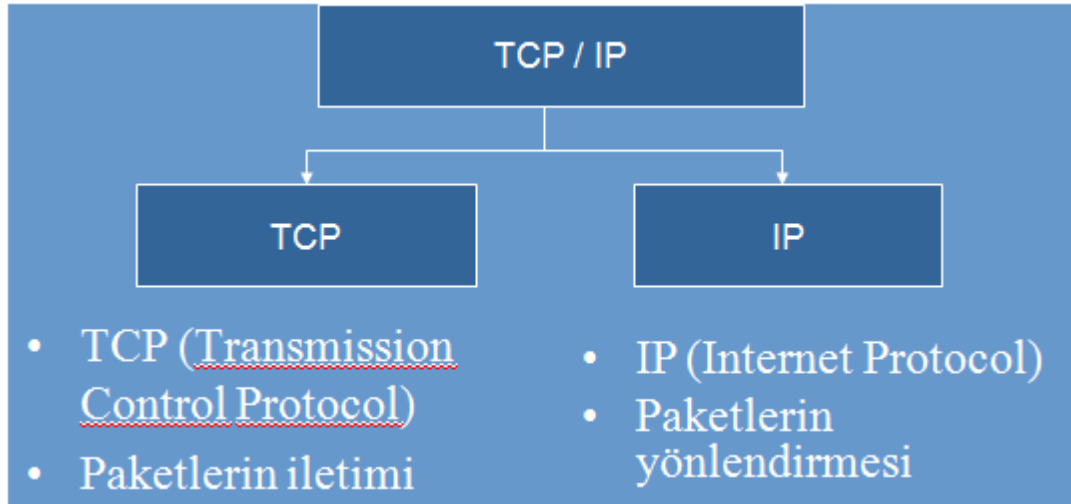 TCP / IP
TCP
IP
• TCP (Transmission
Control Protocol)
• Paketlerin iletimi
• IP (Internet Protocol)
• Paketlerin
yönlendirmesi